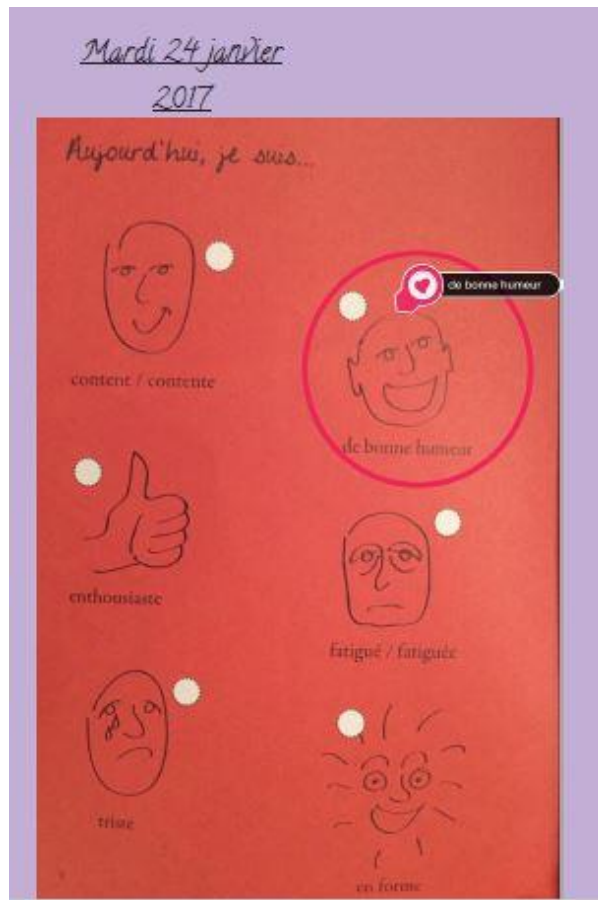 Mardi 24 janvier
2017
Aujourd'hui, je suis...
de bonne humeur
content / contente
de bonne humeur
enthousiaste
fatigué / fatiguée
triste
en forme